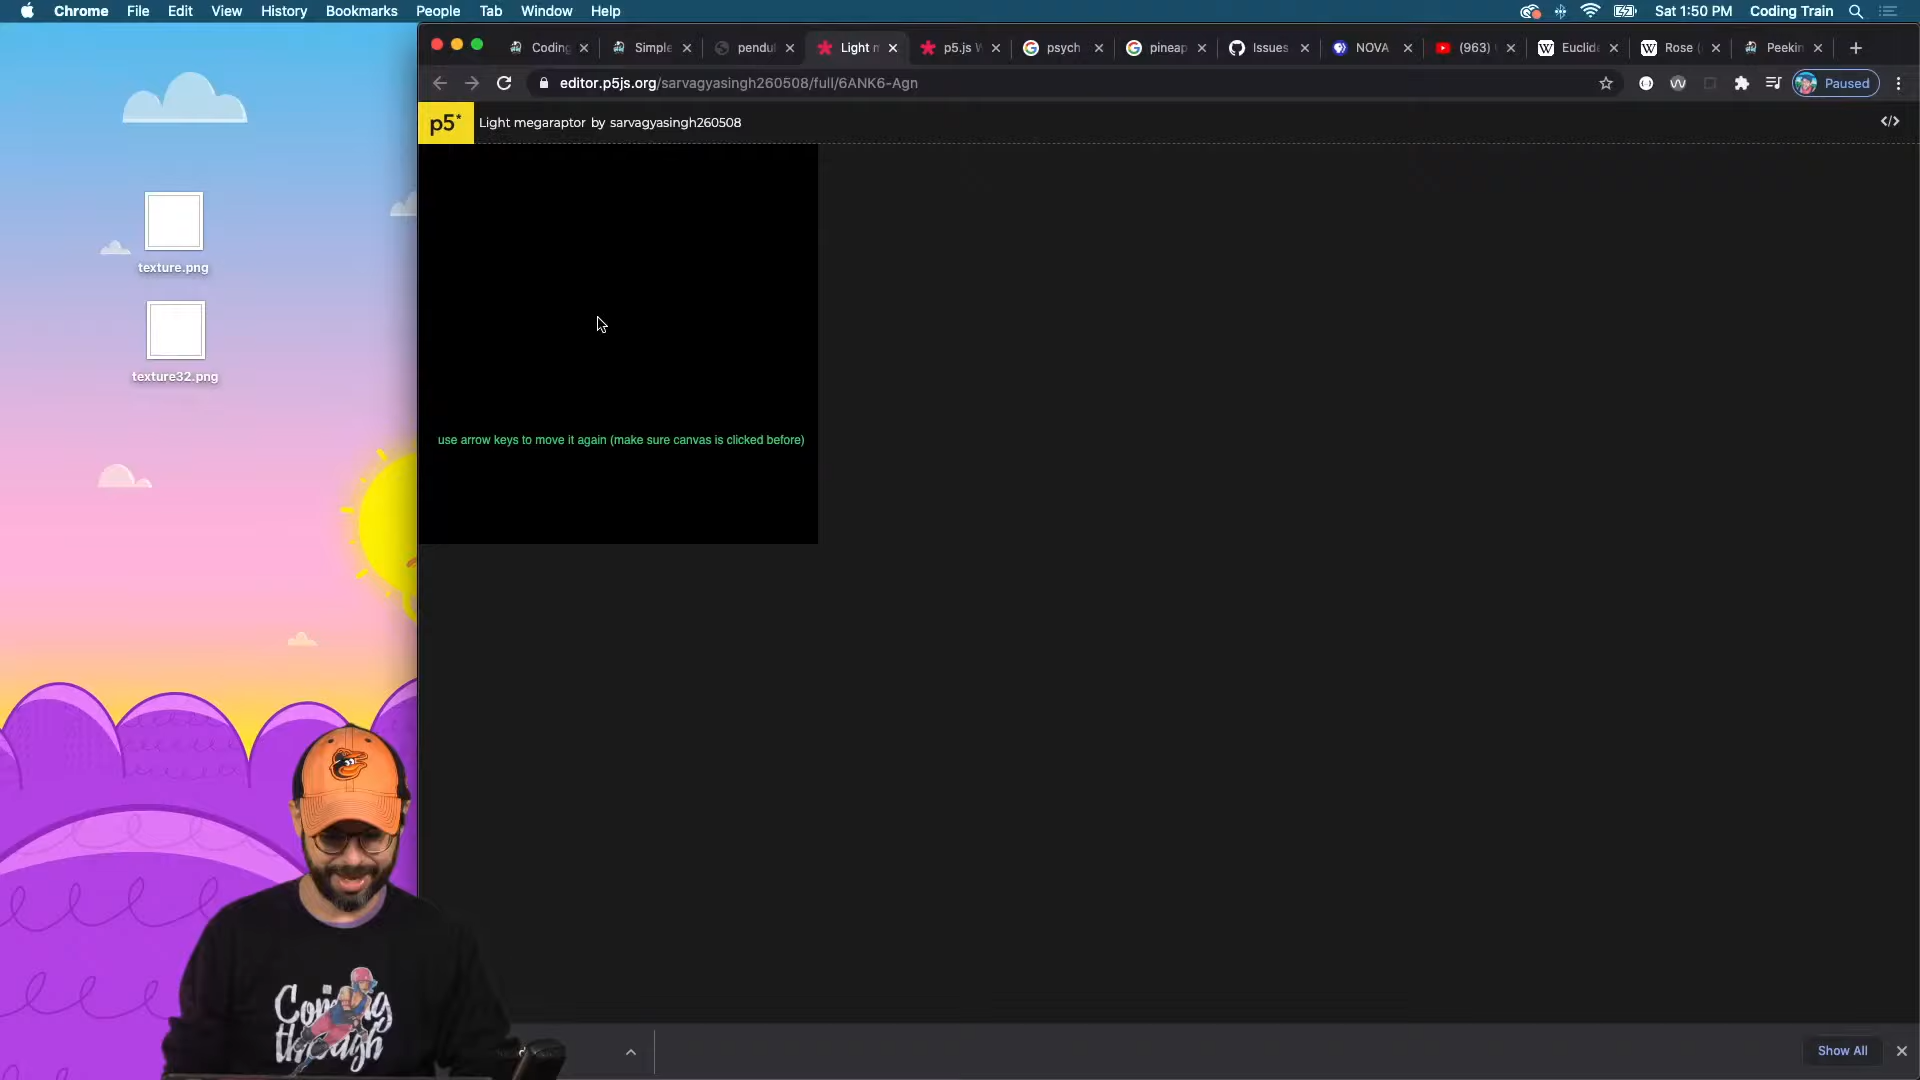 Chrome File Edit View History Bookmarks People Tab Window Help Sat 1:50 PM Coding Train
Coding Simple pendul Light m p5.js W psych pineap Issues NOVA (963) Euclide Rose ( Peekin
editor.p5js.org/sarvagyasingh260508/full/6ANK6-Agn Paused
p5* Light megaraptor by sarvagyasingh260508 </>
texture.png
texture32.png
use arrow keys to move it again (make sure canvas is clicked before)
Coming
through
Show All